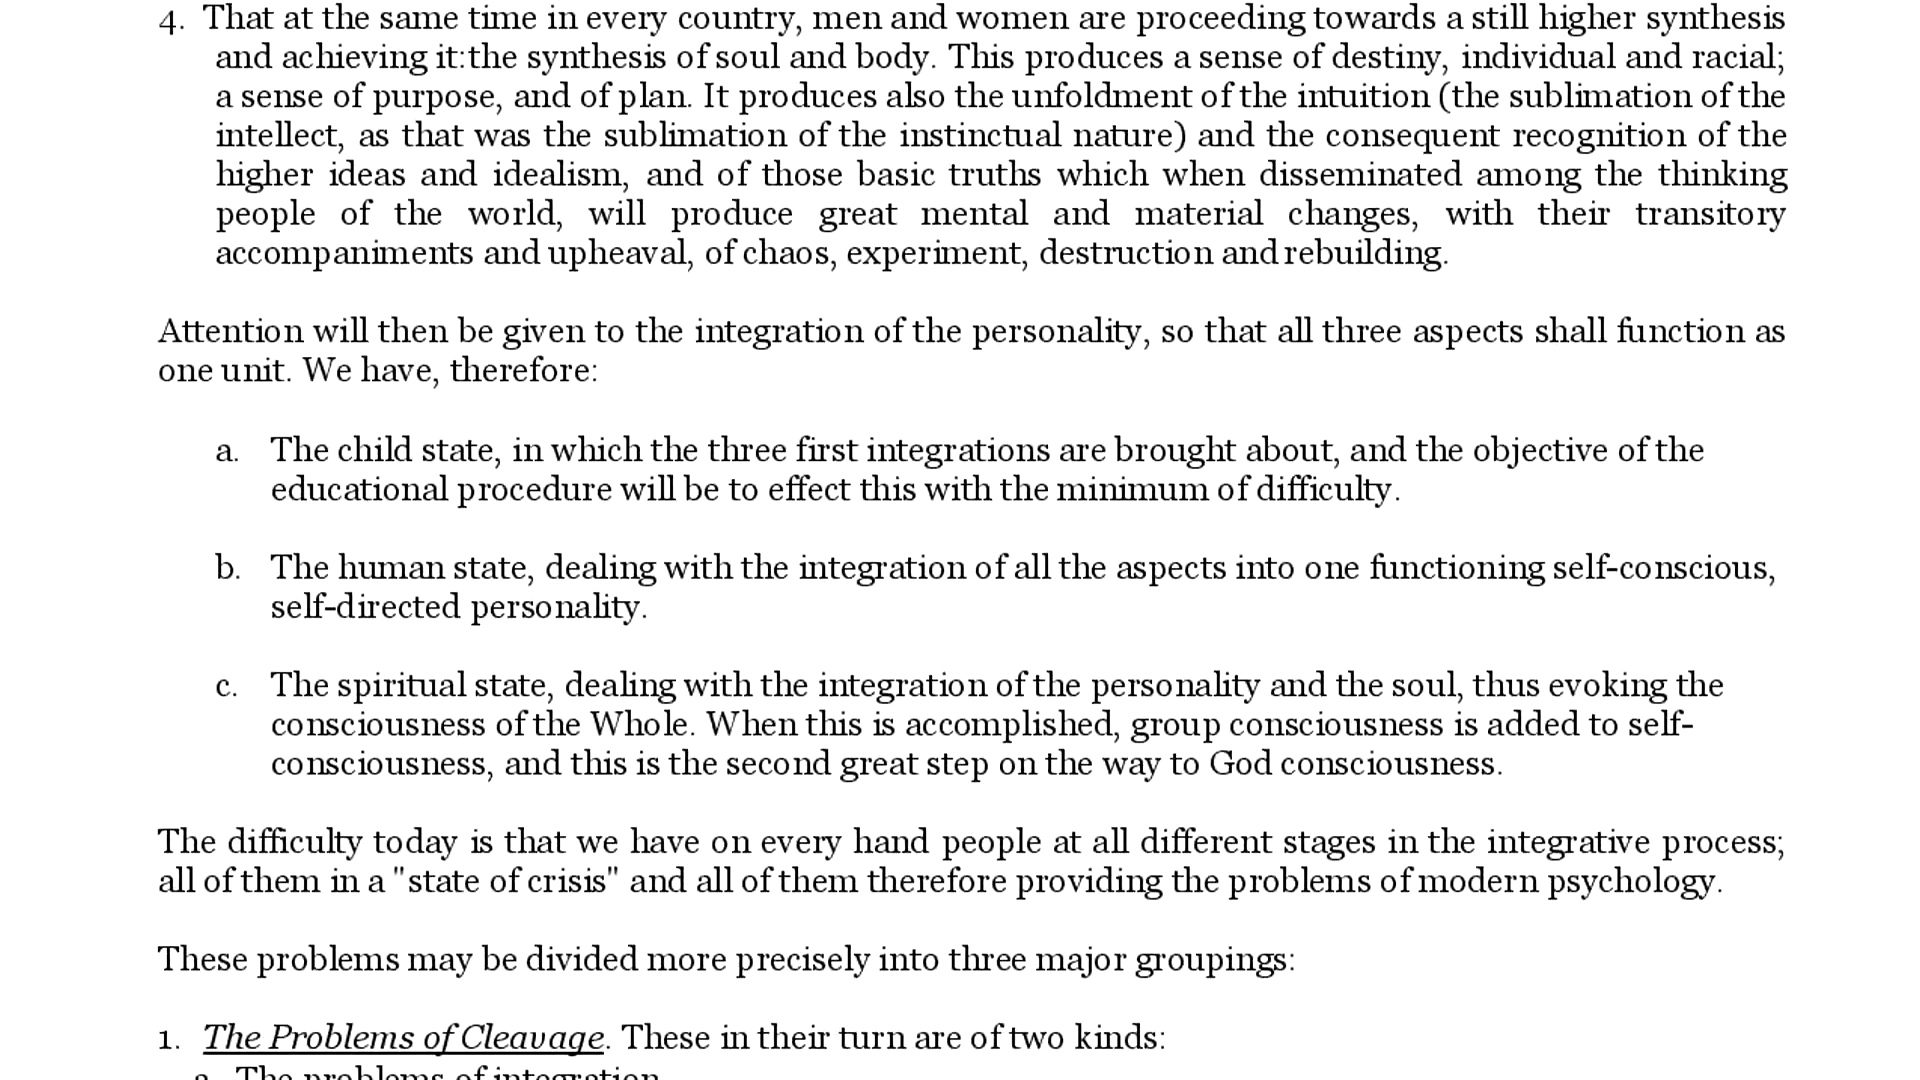 4. That at the same time in every country, men and women are proceeding towards a still higher synthesis
and achieving it:the synthesis of soul and body. This produces a sense of destiny, individual and racial;
a sense of purpose, and of plan. It produces also the unfoldment of the intuition (the sublimation of the
intellect, as that was the sublimation of the instinctual nature) and the consequent recognition of the
higher ideas and idealism, and of those basic truths which when disseminated among the thinking
people of the world, will produce great mental and material changes, with their transitory
accompaniments and upheaval, of chaos, experiment, destruction and rebuilding.
Attention will then be given to the integration of the personality, so that all three aspects shall function as
one unit. We have, therefore:
a. The child state, in which the three first integrations are brought about, and the objective of the
educational procedure will be to effect this with the minimum of difficulty.
b. The human state, dealing with the integration of all the aspects into one functioning self-conscious,
self-directed personality.
c. The spiritual state, dealing with the integration of the personality and the soul, thus evoking the
consciousness of the Whole. When this is accomplished, group consciousness is added to self-
consciousness, and this is the second great step on the way to God consciousness.
The difficulty today is that we have on every hand people at all different stages in the integrative process;
all of them in a "state of crisis" and all of them therefore providing the problems of modern psychology.
These problems may be divided more precisely into three major groupings:
1. The Problems of Cleavage. These in their turn are of two kinds:
a. The problems of integration